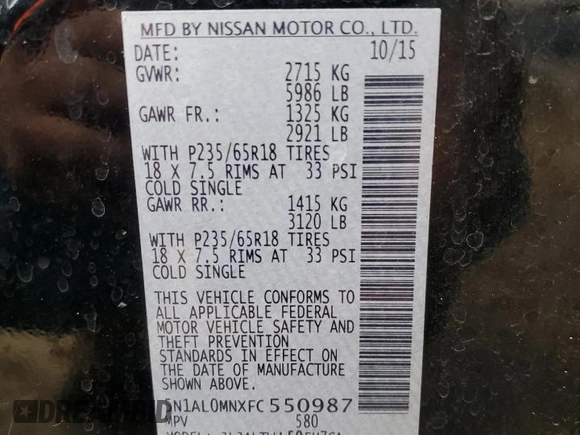 MFD BY NISSAN MOTOR CO., LTD.
DATE: 10/15
GVWR: 2715 KG
5986 LB
GAWR FR.: 1325 KG
2921 LB
WITH P235/65R18 TIRES
18 X 7.5 RIMS AT 33 PSI
COLD SINGLE
GAWR RR.: 1415 KG
3120 LB
WITH P235/65R18 TIRES
18 X 7.5 RIMS AT 33 PSI
COLD SINGLE
THIS VEHICLE CONFORMS TO
ALL APPLICABLE FEDERAL
MOTOR VEHICLE SAFETY AND
THEFT PREVENTION
STANDARDS IN EFFECT ON
THE DATE OF MANUFACTURE
SHOWN ABOVE.
5N1AL0MNXFC550987
MPV 580
DREAMBID